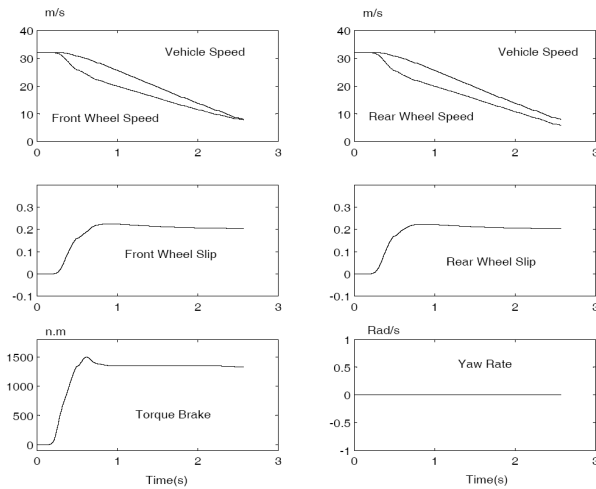 m/s
40
30
20
10
0
Vehicle Speed
Front Wheel Speed
0 1 2 3
m/s
40
30
20
10
0
Vehicle Speed
Rear Wheel Speed
0 1 2 3
0.3
0.2
0.1
0
-0.1
Front Wheel Slip
0 1 2 3
0.3
0.2
0.1
0
-0.1
Rear Wheel Slip
0 1 2 3
n.m
1500
1000
500
0
Torque Brake
0 1 2 3
Time(s)
Rad/s
1
0.5
0
-0.5
-1
Yaw Rate
0 1 2 3
Time(s)